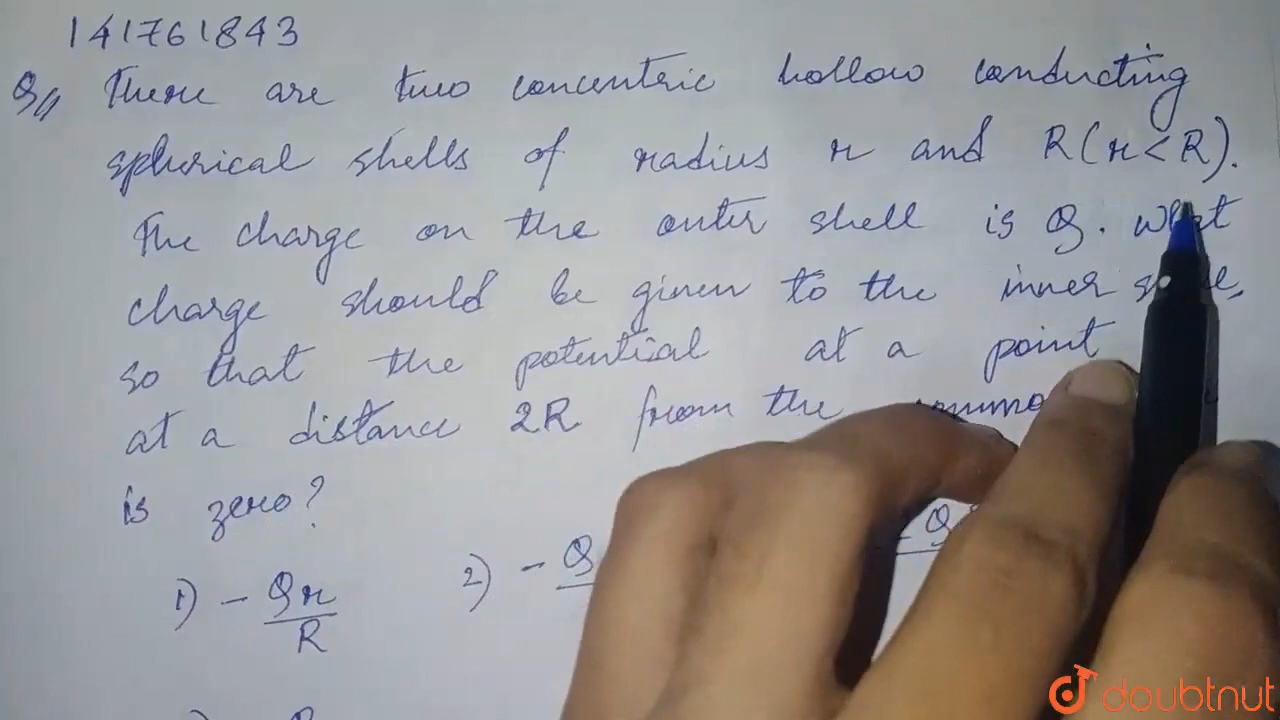 141761843
Q// There are two concentric hollow conducting
spherical shells of radius r and R (r < R).
The charge on the outer shell is Q. What
charge should be given to the inner
so that the potential at a point
at a distance 2R from the
is zero?
1) - Qr/R 2) - Q
doubtnut